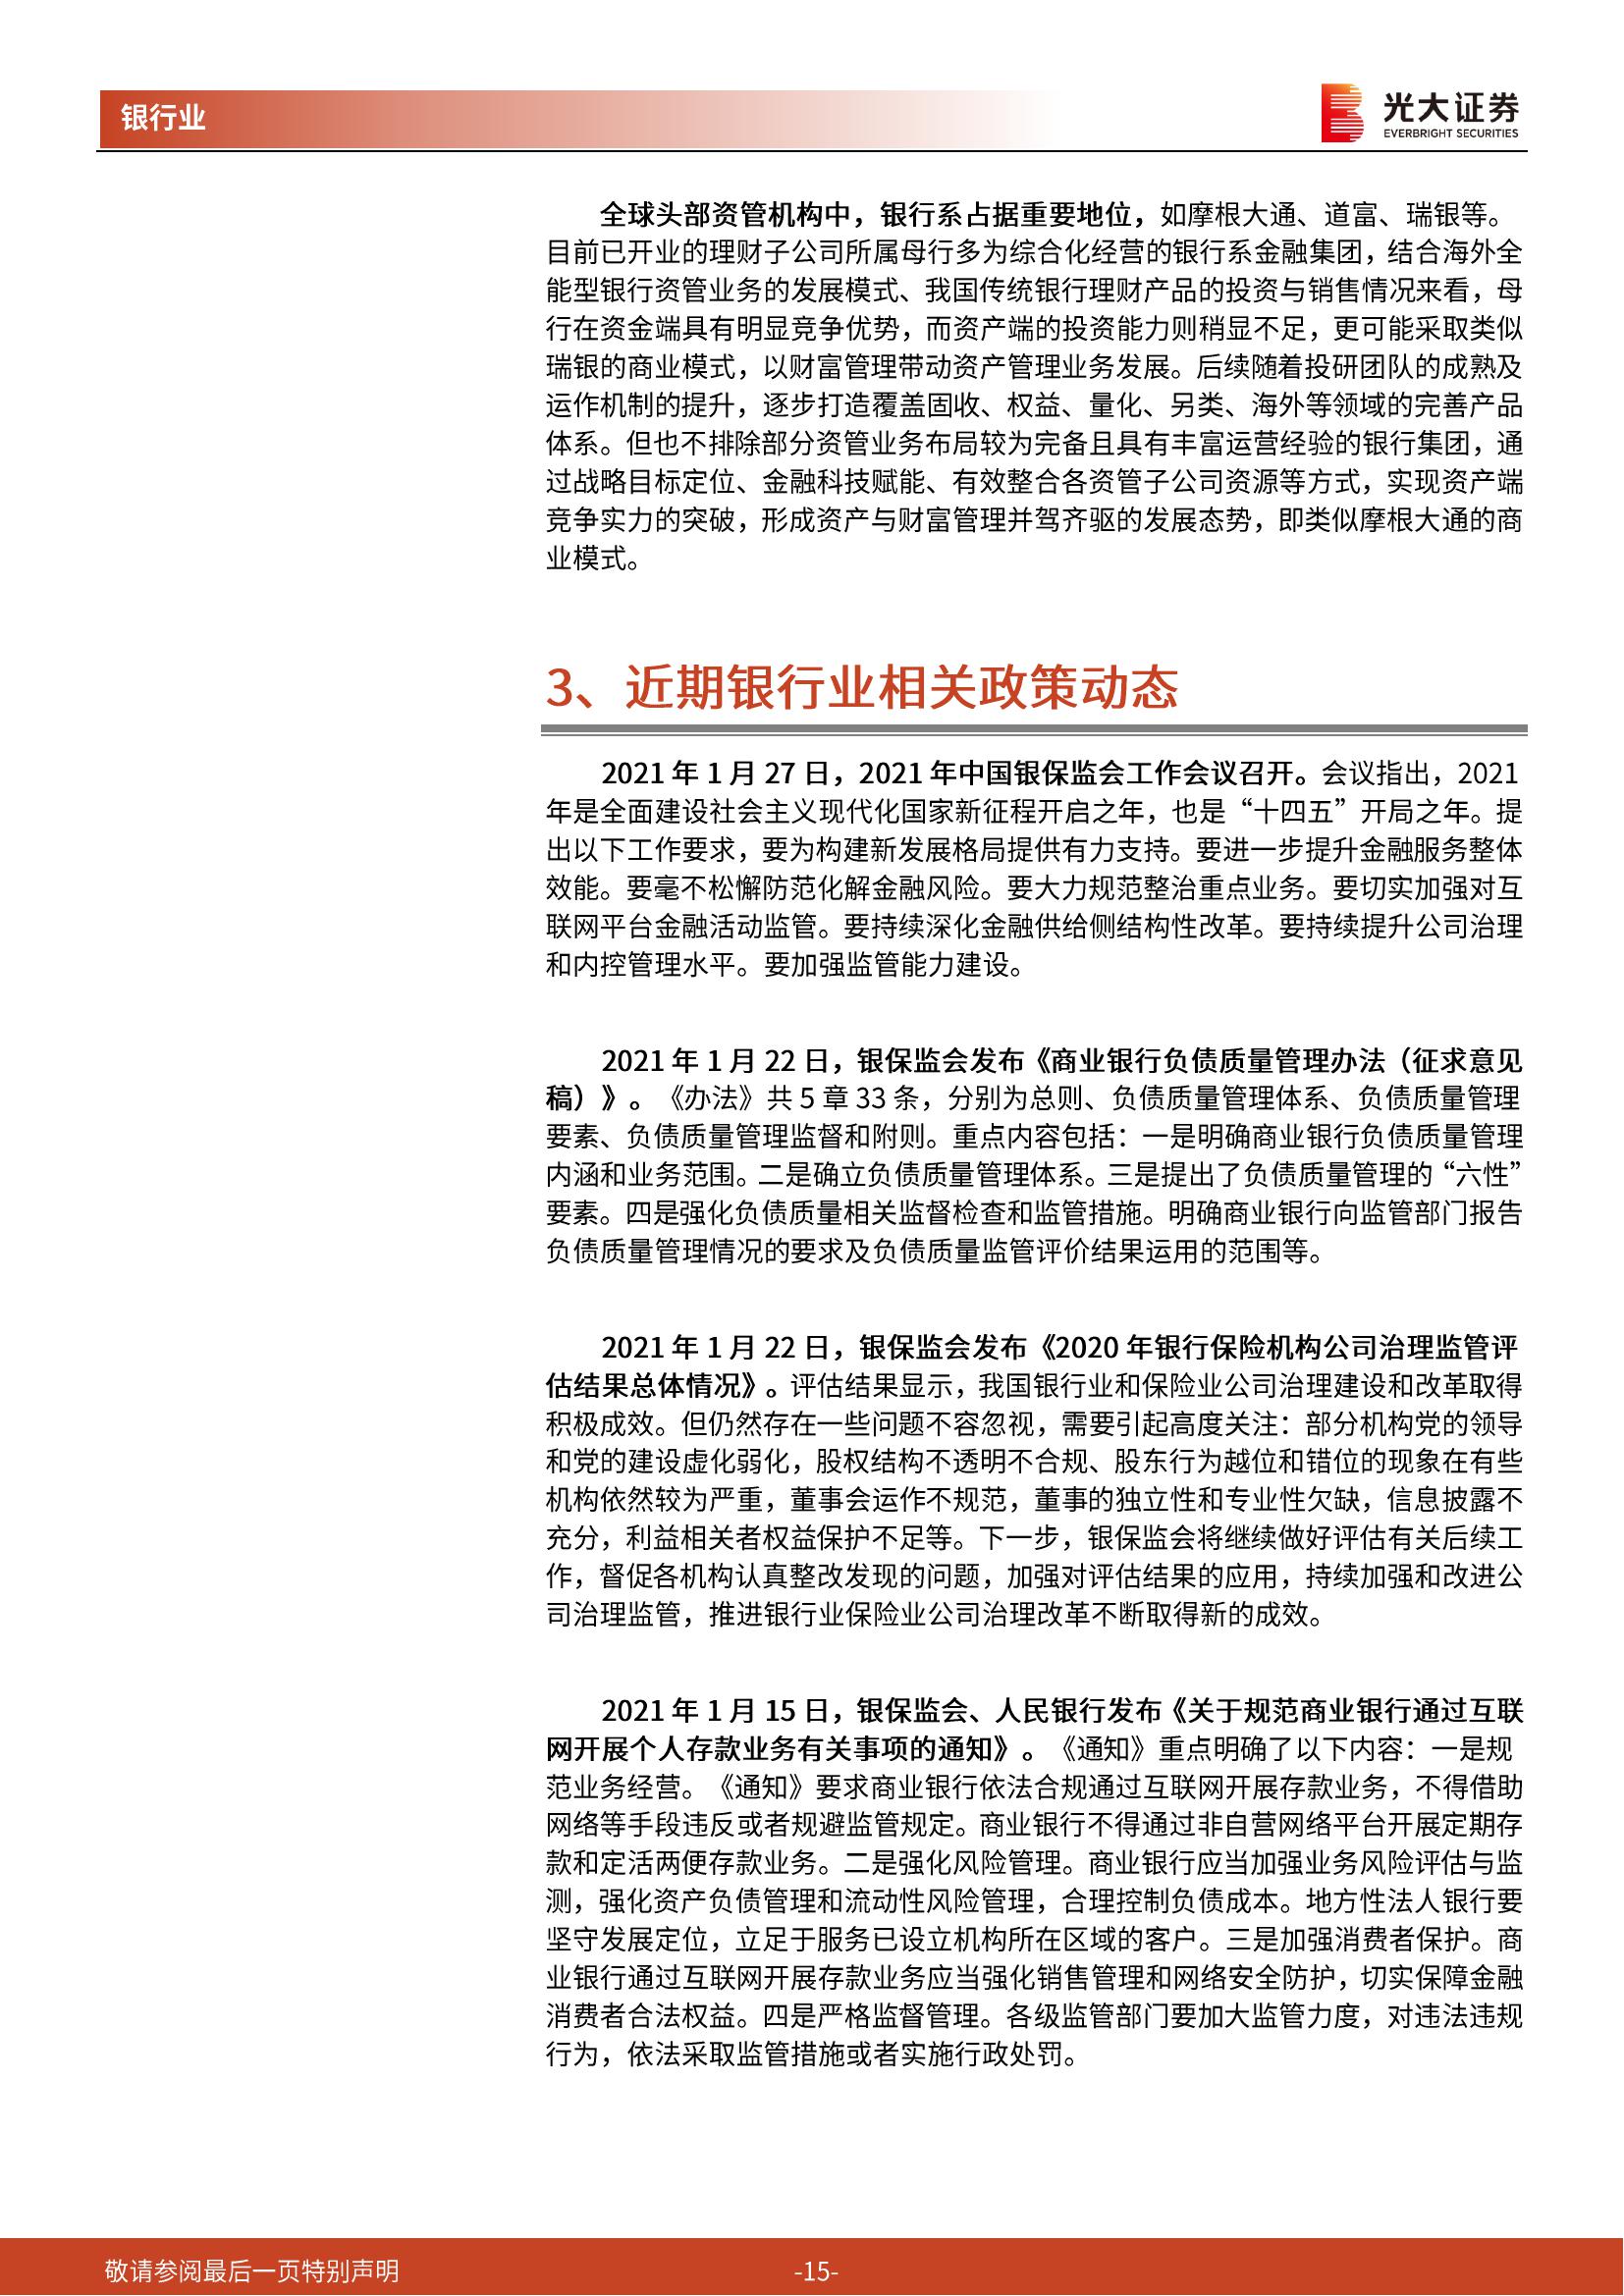 银行业
光大证券
EVERBRIGHT SECURITIES
全球头部资管机构中，银行系占据重要地位，如摩根大通、道富、瑞银等。
目前已开业的理财子公司所属母行多为综合化经营的银行系金融集团，结合海外全
能型银行资管业务的发展模式、我国传统银行理财产品的投资与销售情况来看，母
行在资金端具有明显竞争优势，而资产端的投资能力则稍显不足，更可能采取类似
瑞银的商业模式，以财富管理带动资产管理业务发展。后续随着投研团队的成熟及
运作机制的提升，逐步打造覆盖固收、权益、量化、另类、海外等领域的完善产品
体系。但也不排除部分资管业务布局较为完备且具有丰富运营经验的银行集团，通
过战略目标定位、金融科技赋能、有效整合各资管子公司资源等方式，实现资产端
竞争实力的突破，形成资产与财富管理并驾齐驱的发展态势，即类似摩根大通的商
业模式。
3、近期银行业相关政策动态
2021 年 1 月 27 日，2021 年中国银保监会工作会议召开。会议指出，2021
年是全面建设社会主义现代化国家新征程开启之年，也是“十四五”开局之年。提
出以下工作要求，要为构建新发展格局提供有力支持。要进一步提升金融服务整体
效能。要毫不松懈防范化解金融风险。要大力规范整治重点业务。要切实加强对互
联网平台金融活动监管。要持续深化金融供给侧结构性改革。要持续提升公司治理
和内控管理水平。要加强监管能力建设。
2021 年 1 月 22 日，银保监会发布《商业银行负债质量管理办法（征求意见
稿）》。《办法》共 5 章 33 条，分别为总则、负债质量管理体系、负债质量管理
要素、负债质量管理监督和附则。重点内容包括：一是明确商业银行负债质量管理
内涵和业务范围。二是确立负债质量管理体系。三是提出了负债质量管理的“六性”
要素。四是强化负债质量相关监督检查和监管措施。明确商业银行向监管部门报告
负债质量管理情况的要求及负债质量监管评价结果运用的范围等。
2021 年 1 月 22 日，银保监会发布《2020 年银行保险机构公司治理监管评
估结果总体情况》。评估结果显示，我国银行业和保险业公司治理建设和改革取得
积极成效。但仍然存在一些问题不容忽视，需要引起高度关注：部分机构党的领导
和党的建设虚化弱化，股权结构不透明不合规、股东行为越位和错位的现象在有些
机构依然较为严重，董事会运作不规范，董事的独立性和专业性欠缺，信息披露不
充分，利益相关者权益保护不足等。下一步，银保监会将继续做好评估有关后续工
作，督促各机构认真整改发现的问题，加强对评估结果的应用，持续加强和改进公
司治理监管，推进银行业保险业公司治理改革不断取得新的成效。
2021 年 1 月 15 日，银保监会、人民银行发布《关于规范商业银行通过互联
网开展个人存款业务有关事项的通知》。《通知》重点明确了以下内容：一是规
范业务经营。《通知》要求商业银行依法合规通过互联网开展存款业务，不得借助
网络等手段违反或者规避监管规定。商业银行不得通过非自营网络平台开展定期存
款和定活两便存款业务。二是强化风险管理。商业银行应当加强业务风险评估与监
测，强化资产负债管理和流动性风险管理，合理控制负债成本。地方性法人银行要
坚守发展定位，立足于服务已设立机构所在区域的客户。三是加强消费者保护。商
业银行通过互联网开展存款业务应当强化销售管理和网络安全防护，切实保障金融
消费者合法权益。四是严格监督管理。各级监管部门要加大监管力度，对违法违规
行为，依法采取监管措施或者实施行政处罚。
敬请参阅最后一页特别声明
-15-